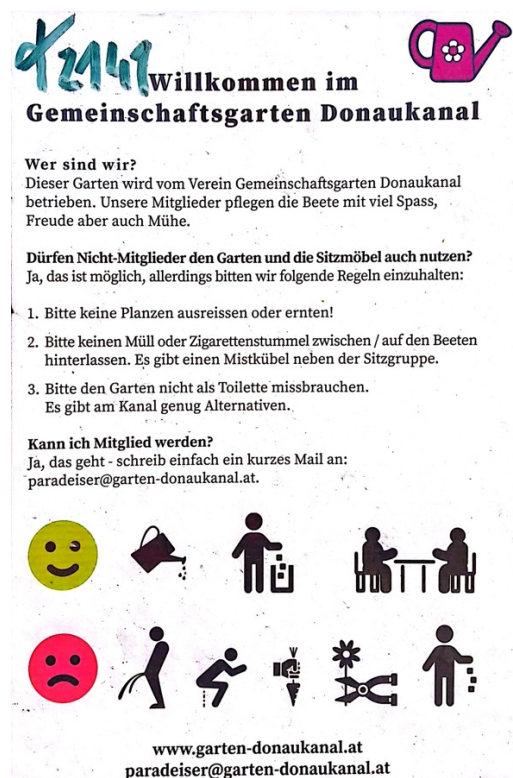 Willkommen im
Gemeinschaftsgarten Donaukanal
Wer sind wir?
Dieser Garten wird vom Verein Gemeinschaftsgarten Donaukanal
betrieben. Unsere Mitglieder pflegen die Beete mit viel Spass,
Freude aber auch Mühe.
Dürfen Nicht-Mitglieder den Garten und die Sitzmöbel auch nutzen?
Ja, das ist möglich, allerdings bitten wir folgende Regeln einzuhalten:
1. Bitte keine Planzen ausreissen oder ernten!
2. Bitte keinen Müll oder Zigarettenstummel zwischen / auf den Beeten
hinterlassen. Es gibt einen Mistkübel neben der Sitzgruppe.
3. Bitte den Garten nicht als Toilette missbrauchen.
Es gibt am Kanal genug Alternativen.
Kann ich Mitglied werden?
Ja, das geht - schreib einfach ein kurzes Mail an:
paradeiser@garten-donaukanal.at.
www.garten-donaukanal.at
paradeiser@garten-donaukanal.at